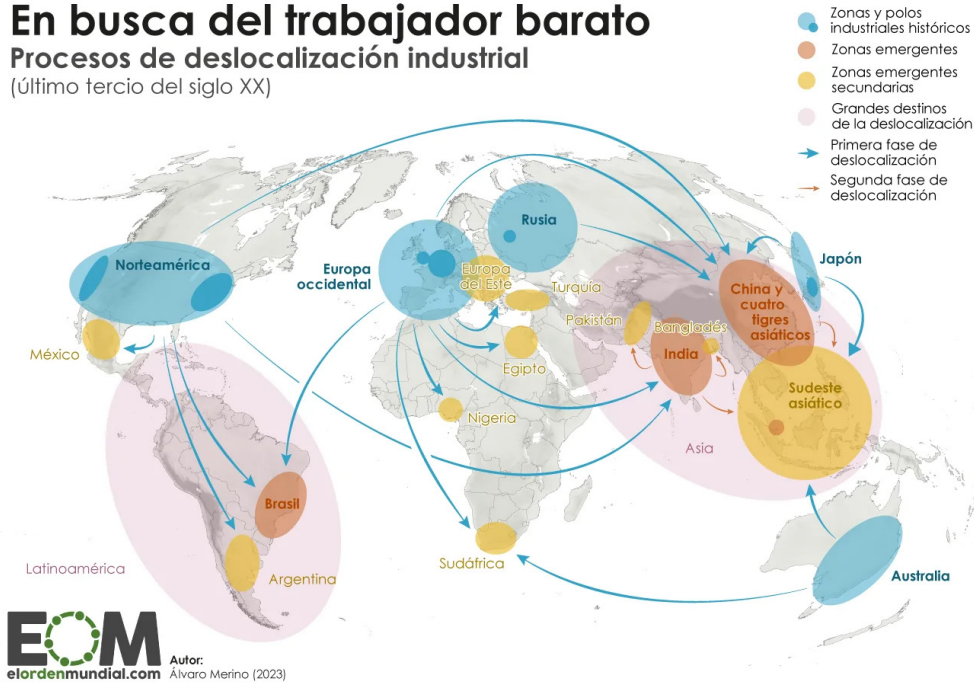 En busca del trabajador barato
Procesos de deslocalización industrial
(último tercio del siglo XX)
Zonas y polos
industriales históricos
Zonas emergentes
Zonas emergentes
secundarias
Grandes destinos
de la deslocalización
Primera fase de
deslocalización
Segunda fase de
deslocalización
Norteamérica
Europa
occidental
Rusia
Europa
del Este
Turquía
Japón
China y
cuatro
tigres
asiáticos
Pakistán
Bangladés
India
México
Egipto
Sudeste
asiático
Nigeria
Asia
Brasil
Sudáfrica
Latinoamérica
Argentina
Australia
EOM
elordenmundial.com
Autor:
Álvaro Merino (2023)